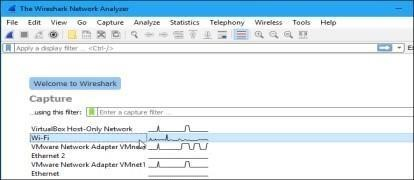 The Wireshark Network Analyzer
File Edit View Go Capture Analyze Statistics Telephony Wireless Tools Help
Apply a display filter ... <Ctrl-/>
Welcome to Wireshark
Capture
...using this filter: Enter a capture filter ...
VirtualBox Host-Only Network
Wi-Fi
VMware Network Adapter VMnet
Ethernet 2
VMware Network Adapter VMnet1
Ethernet